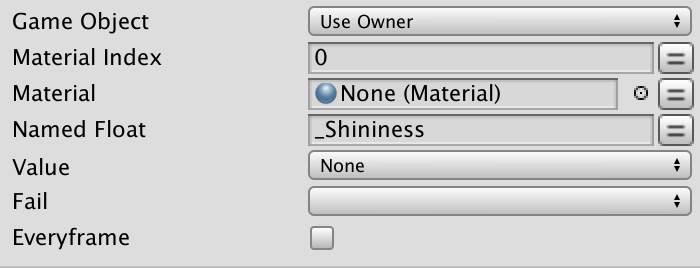 Game Object Use Owner
Material Index 0
Material None (Material)
Named Float _Shininess
Value None
Fail
Everyframe